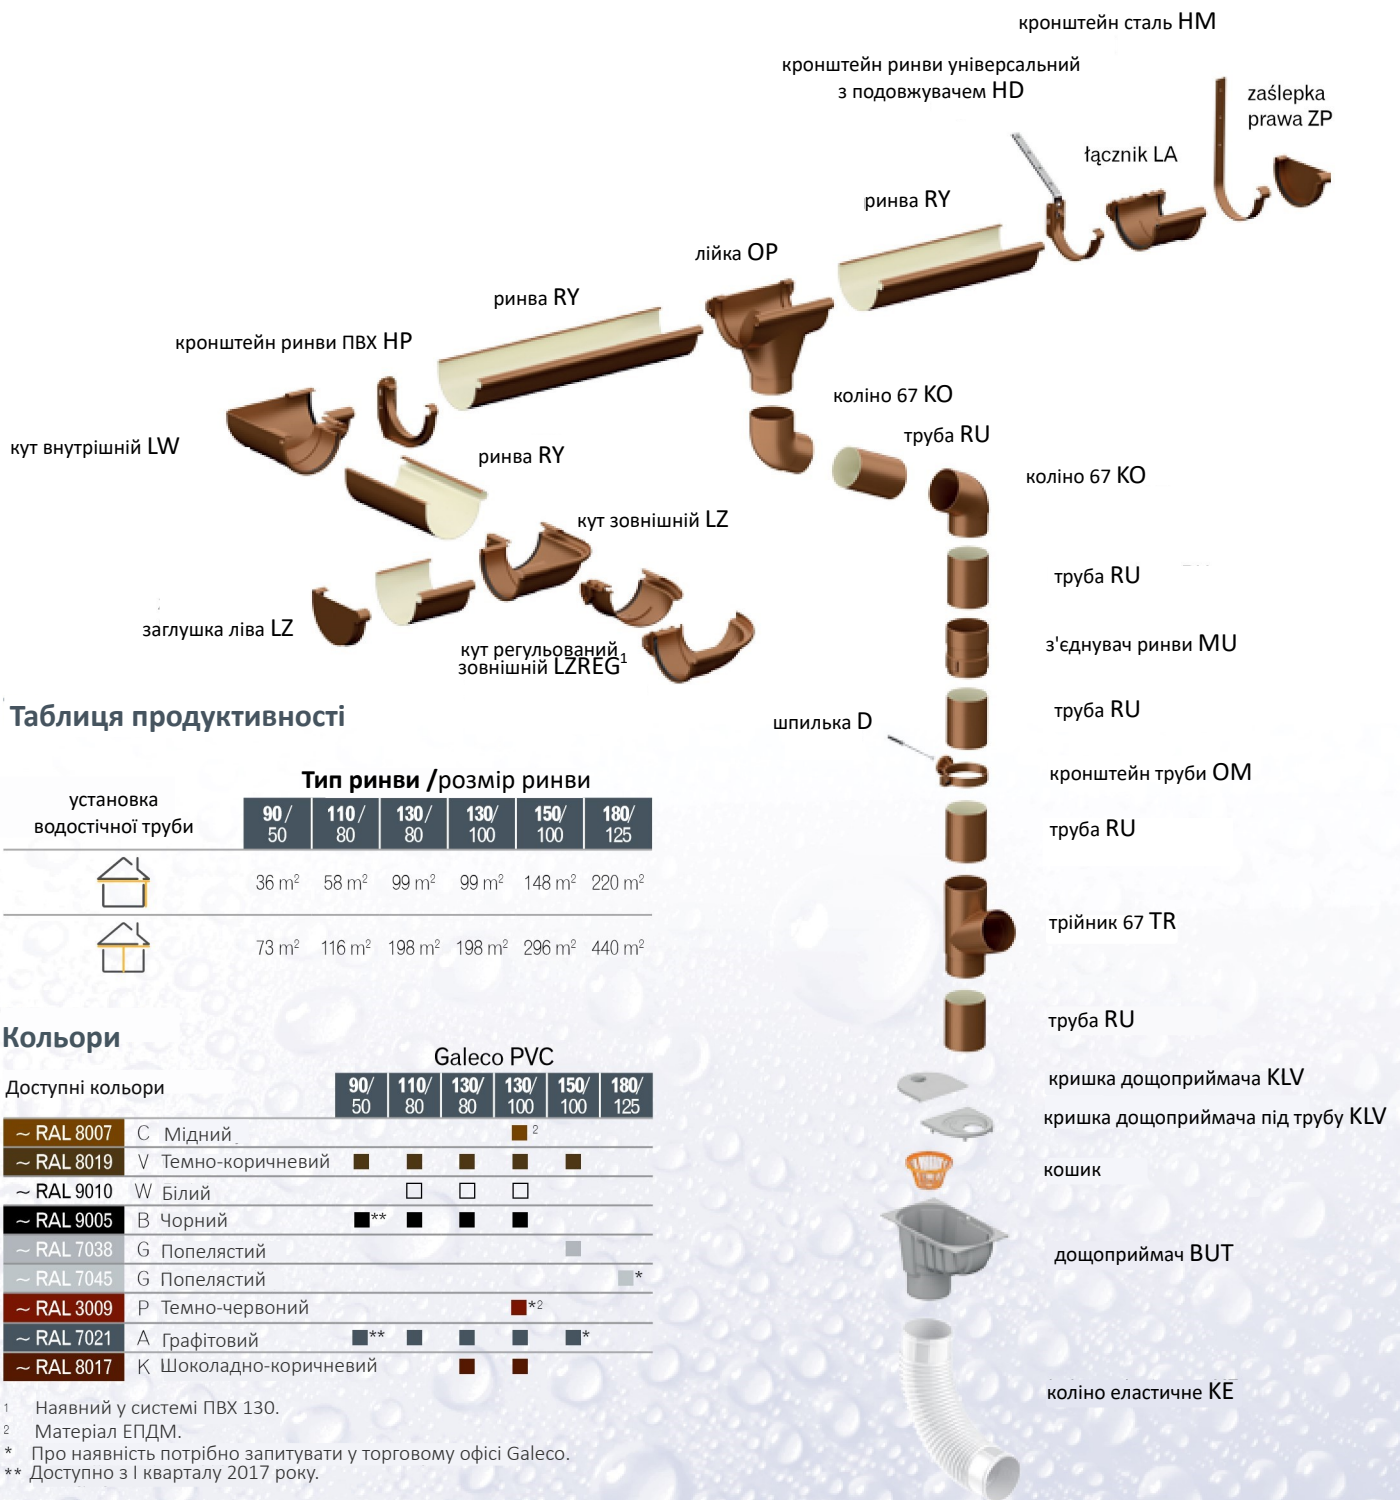 кронштейн сталь HM
кронштейн ринви універсальний
з подовжувачем HD
zaślepka
prawa ZP
łącznik LA
ринва RY
лійка OP
ринва RY
кронштейн ринви ПВХ HP
коліно 67 KO
труба RU
кут внутрішній LW
ринва RY
коліно 67 KO
кут зовнішній LZ
труба RU
заглушка ліва LZ
кут регульований
зовнішній LZREG¹
з'єднувач ринви MU
труба RU
шпилька D
кронштейн труби OM
труба RU
трійник 67 TR
труба RU
кришка дощоприймача KLV
кришка дощоприймача під трубу KLV
кошик
дощоприймач BUT
коліно еластичне KE
Таблиця продуктивності
Тип ринви /розмір ринви
установка
водостічної труби
90 / 110 / 130 / 130/ 150/ 180/
50 80 80 100 100 125
36 m² 58 m² 99 m² 99 m² 148 m² 220 m²
73 m² 116 m² 198 m² 198 m² 296 m² 440 m²
Кольори
Galeco PVC
Доступні кольори
90/ 110/ 130/ 130/ 150/ 180/
50 80 80 100 100 125
~ RAL 8007 C Мідний ²
~ RAL 8019 V Темно-коричневий
~ RAL 9010 W Білий
~ RAL 9005 B Чорний **
~ RAL 7038 G Попелястий
~ RAL 7045 G Попелястий *
~ RAL 3009 P Темно-червоний *²
~ RAL 7021 A Графітовий ** *
~ RAL 8017 K Шоколадно-коричневий
¹ Наявний у системі ПВХ 130.
² Матеріал ЕПДМ.
* Про наявність потрібно запитувати у торговому офісі Galeco.
** Доступно з I кварталу 2017 року.